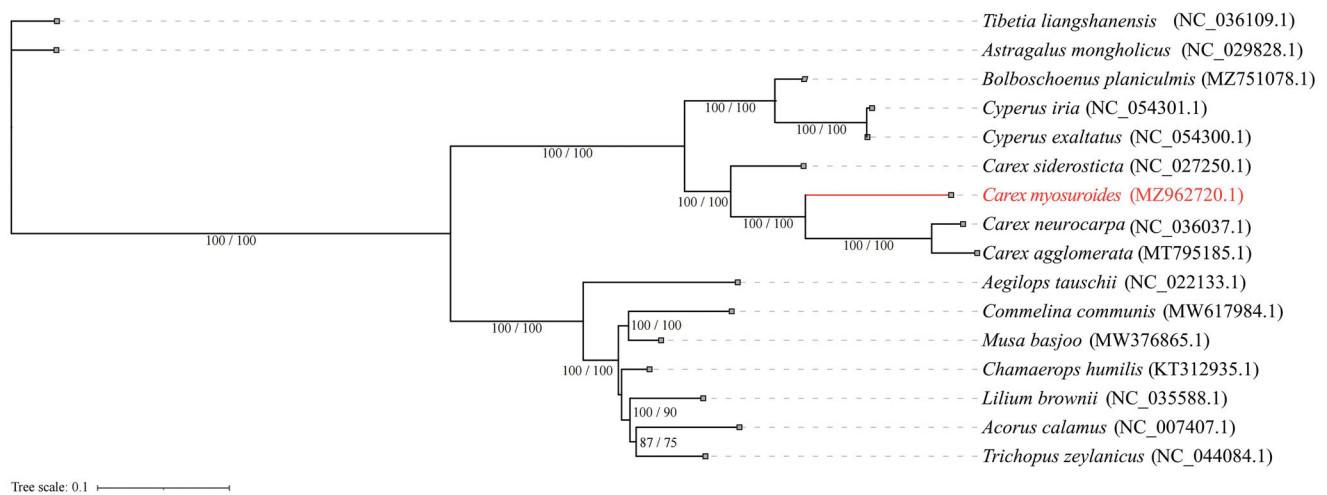 Tibetia liangshanensis (NC_036109.1)
Astragalus mongholicus (NC_029828.1)
Bolboschoenus planiculmis (MZ751078.1)
100 / 100
Cyperus iria (NC_054301.1)
100 / 100
Cyperus exaltatus (NC_054300.1)
100 / 100
Carex siderosticta (NC_027250.1)
Carex myosuroides (MZ962720.1)
100 / 100
Carex neurocarpa (NC_036037.1)
100 / 100
100 / 100
100 / 100
Carex agglomerata (MT795185.1)
Aegilops tauschii (NC_022133.1)
Commelina communis (MW617984.1)
100 / 100
100 / 100
Musa basjoo (MW376865.1)
Chamaerops humilis (KT312935.1)
100 / 100
Lilium brownii (NC_035588.1)
100 / 90
Acorus calamus (NC_007407.1)
87 / 75
Trichopus zeylanicus (NC_044084.1)
Tree scale: 0.1